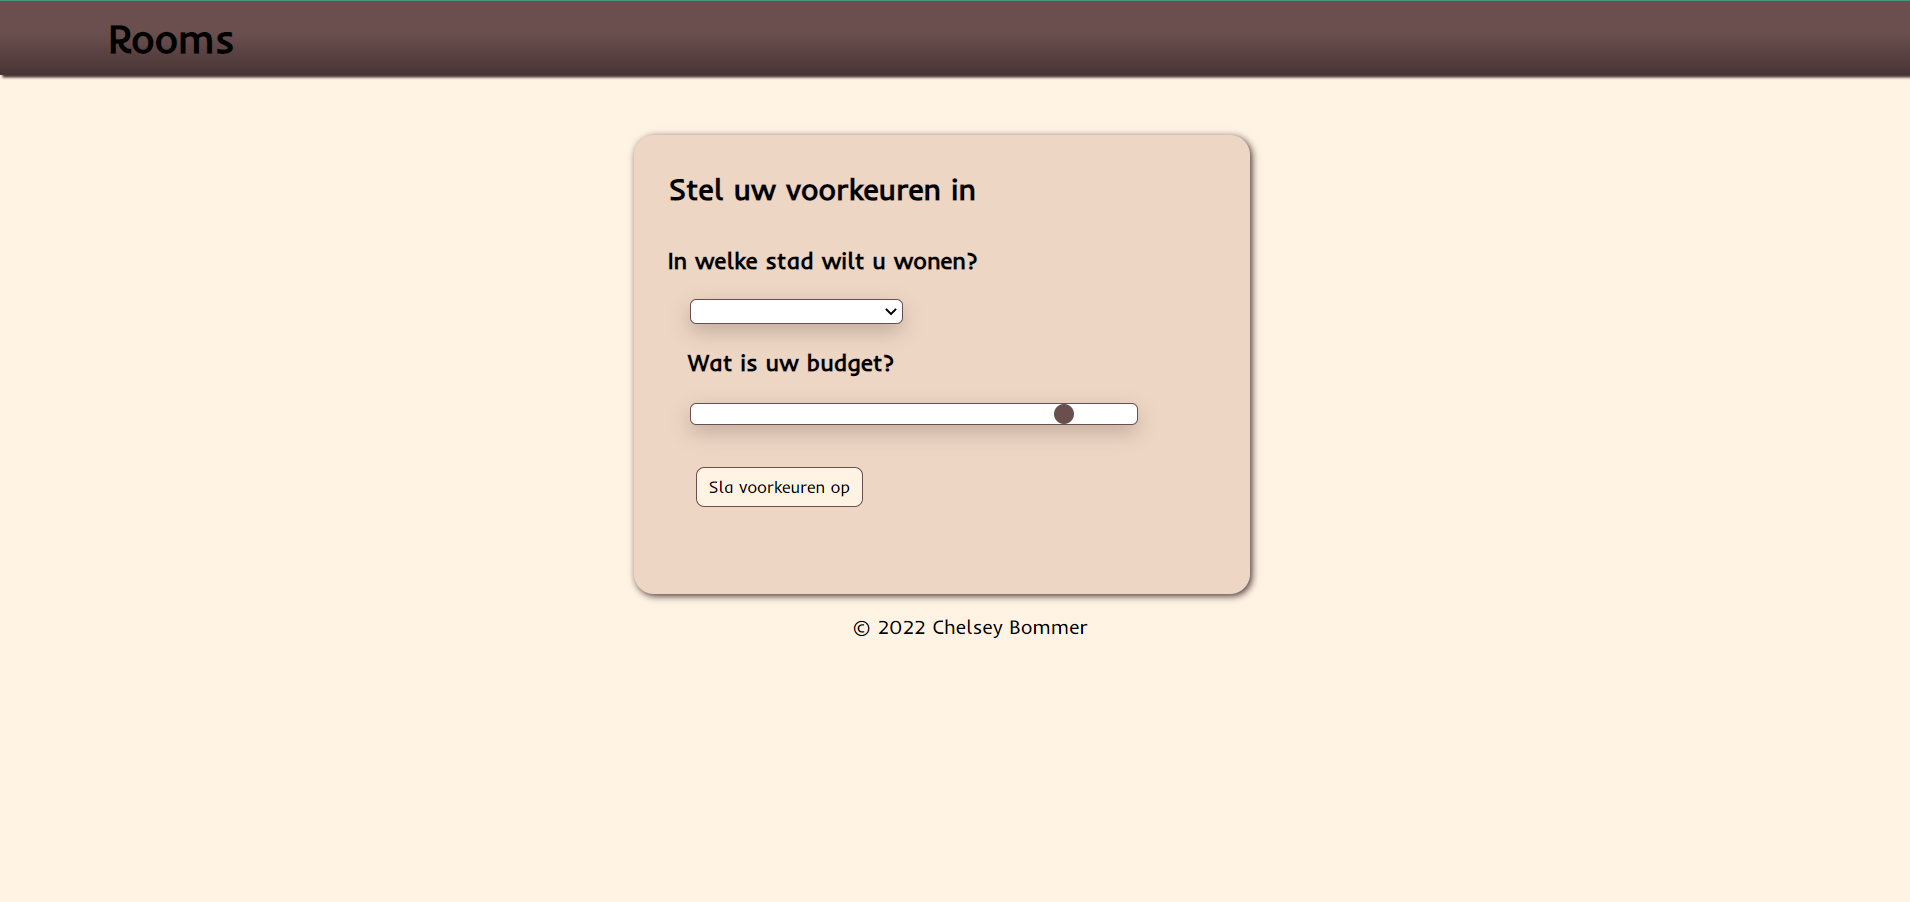 Rooms
Stel uw voorkeuren in
In welke stad wilt u wonen?
Wat is uw budget?
Sla voorkeuren op
© 2022 Chelsey Bommer